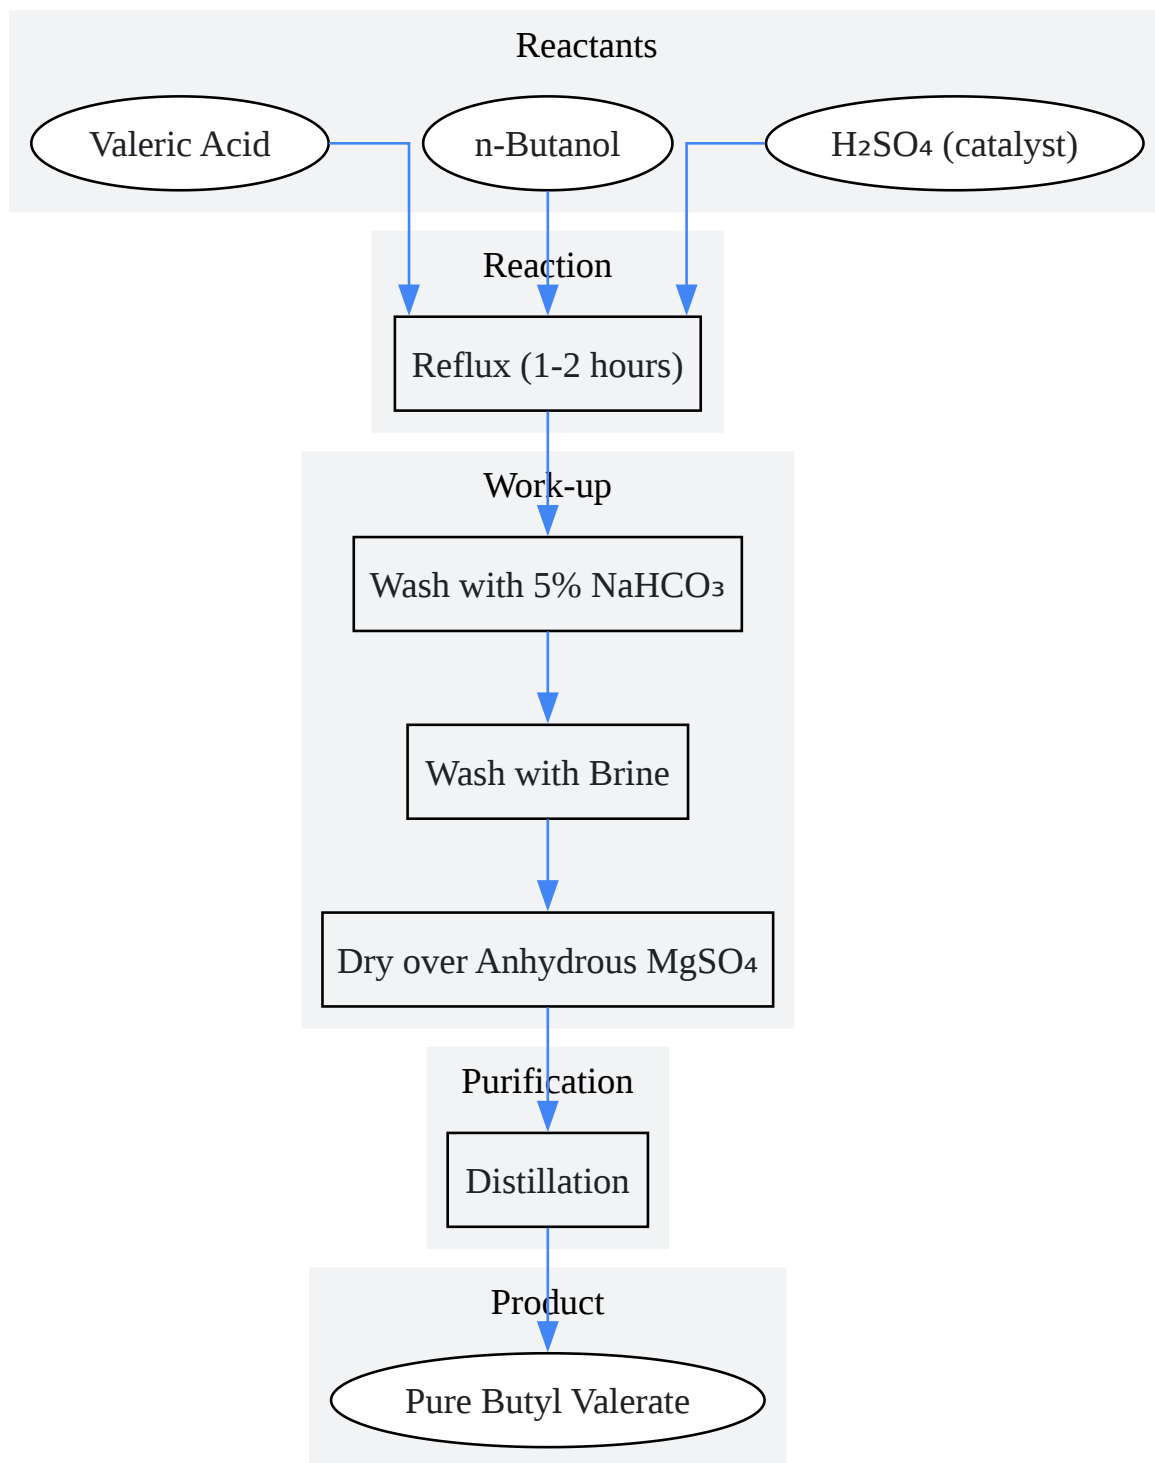 Reactants
Valeric Acid
n-Butanol
H₂SO₄ (catalyst)
Reaction
Reflux (1-2 hours)
Work-up
Wash with 5% NaHCO₃
Wash with Brine
Dry over Anhydrous MgSO₄
Purification
Distillation
Product
Pure Butyl Valerate